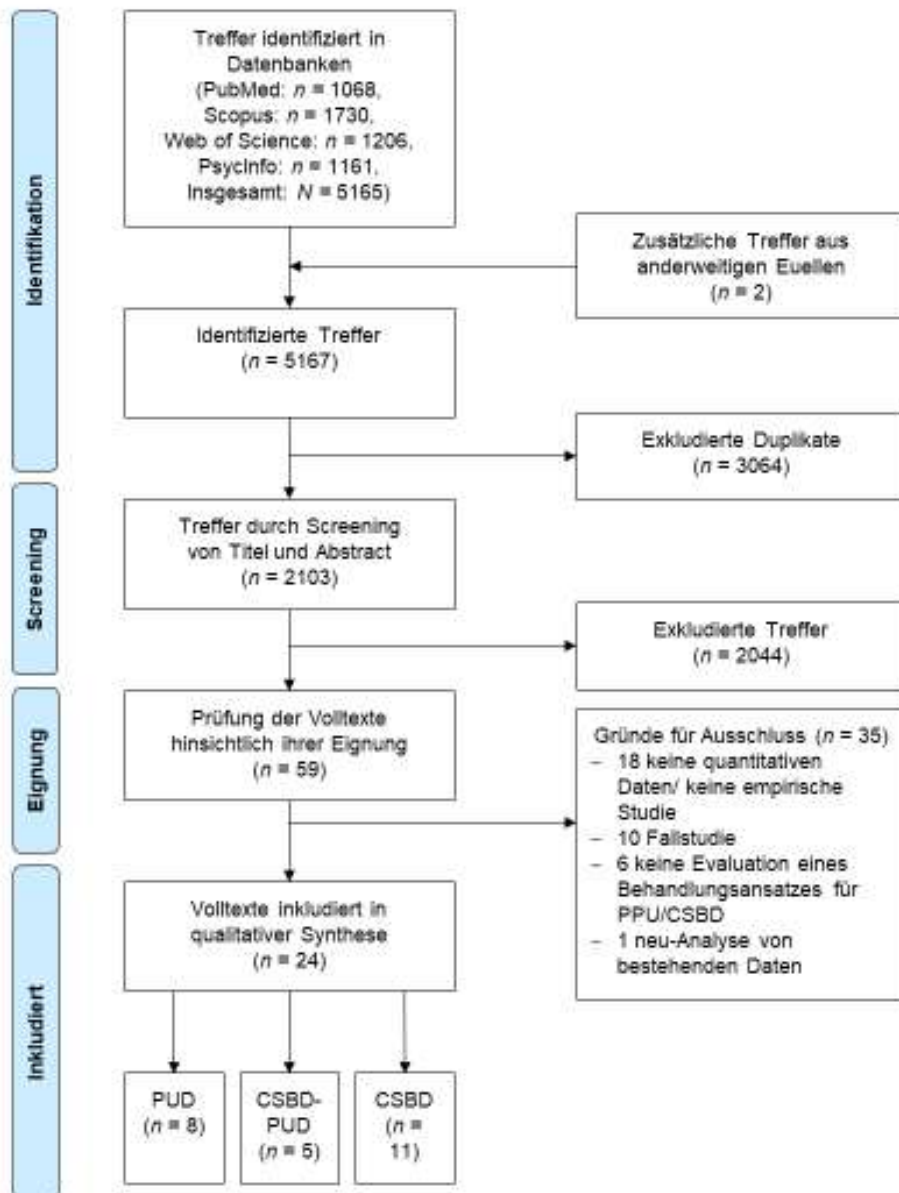 Identifikation
Treffer identifiziert in
Datenbanken
(PubMed: n = 1068,
Scopus: n = 1730,
Web of Science: n = 1206,
PsycInfo: n = 1161,
Insgesamt: N = 5165)
Zusätzliche Treffer aus
anderweitigen Euellen
(n = 2)
Identifizierte Treffer
(n = 5167)
Exkludierte Duplikate
(n = 3064)
Screening
Treffer durch Screening
von Titel und Abstract
(n = 2103)
Exkludierte Treffer
(n = 2044)
Eignung
Prüfung der Volltexte
hinsichtlich ihrer Eignung
(n = 59)
Gründe für Ausschluss (n = 35)
– 18 keine quantitativen
Daten/ keine empirische
Studie
– 10 Fallstudie
– 6 keine Evaluation eines
Behandlungsansatzes für
PPU/CSBD
– 1 neu-Analyse von
bestehenden Daten
Inkludiert
Volltexte inkludiert in
qualitativer Synthese
(n = 24)
PUD
(n = 8)
CSBD-
PUD
(n = 5)
CSBD
(n =
11)